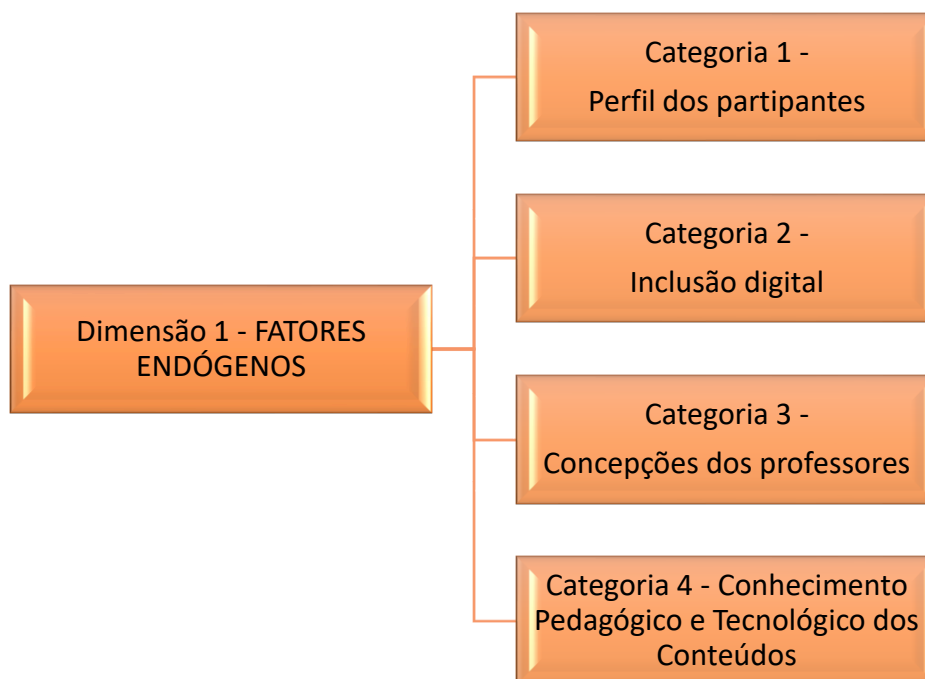 Categoria 1 -
Perfil dos partipantes
Categoria 2 -
Inclusão digital
Dimensão 1 - FATORES
ENDÓGENOS
Categoria 3 -
Concepções dos professores
Categoria 4 - Conhecimento
Pedagógico e Tecnológico dos
Conteúdos